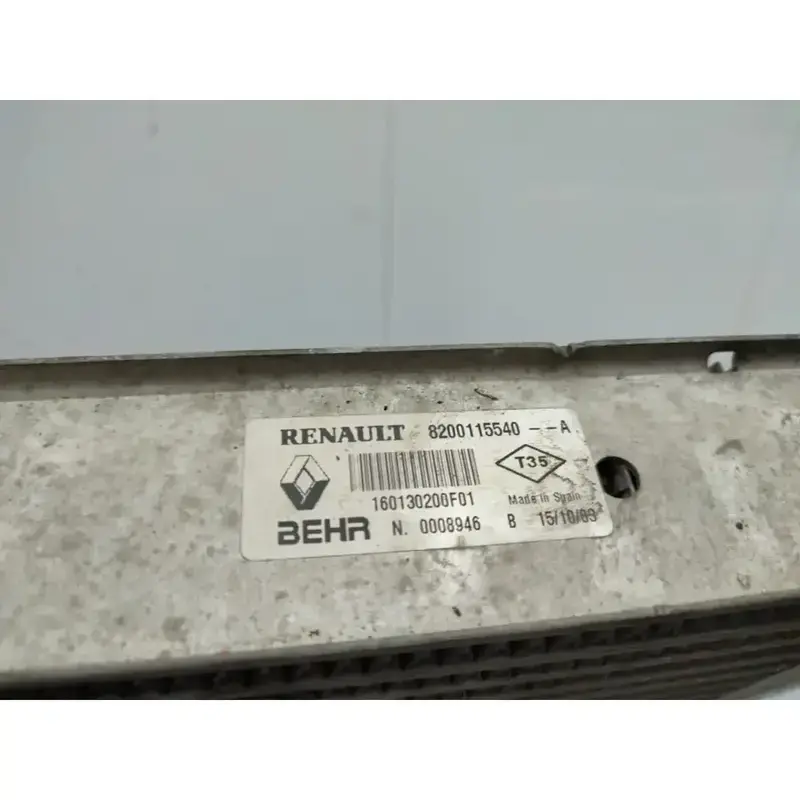 RENAULT 8200115540--A
T35
160130200F01 Made in Spain
BEHR N. 0008946 B 15/10/09